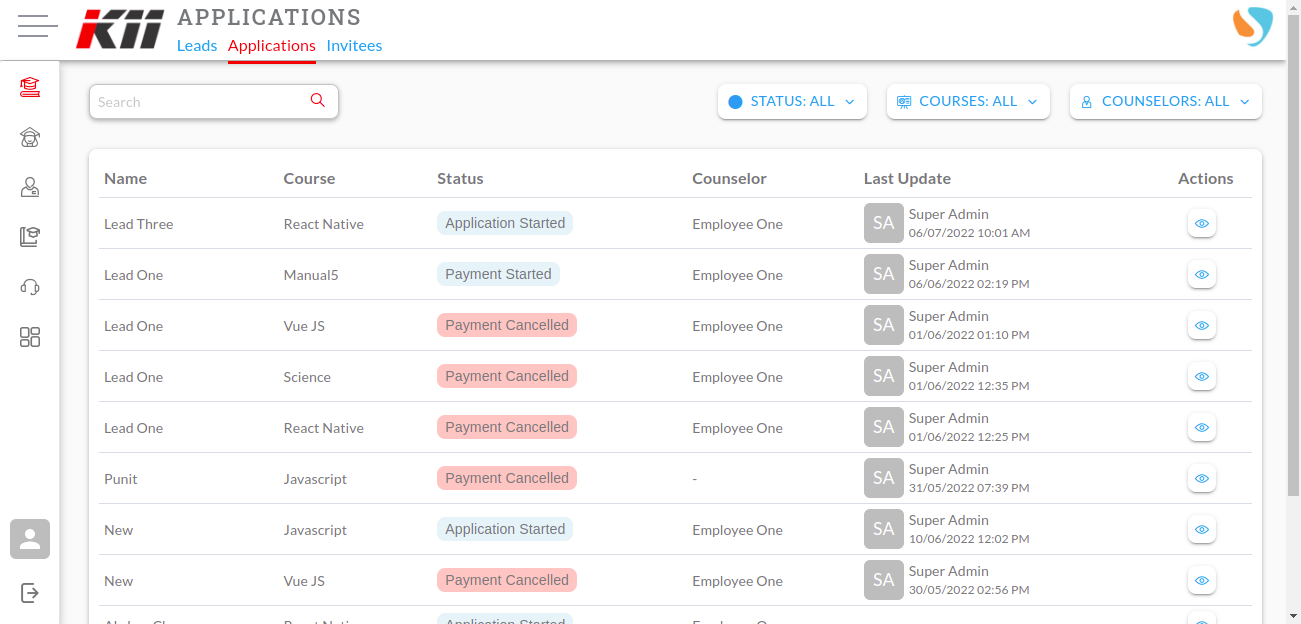 KII APPLICATIONS
Leads Applications Invitees
Search STATUS: ALL COURSES: ALL COUNSELORS: ALL
Name Course Status Counselor Last Update Actions
Lead Three React Native Application Started Employee One SA Super Admin
06/07/2022 10:01 AM
Lead One Manual5 Payment Started Employee One SA Super Admin
06/06/2022 02:19 PM
Lead One Vue JS Payment Cancelled Employee One SA Super Admin
01/06/2022 01:10 PM
Lead One Science Payment Cancelled Employee One SA Super Admin
01/06/2022 12:35 PM
Lead One React Native Payment Cancelled Employee One SA Super Admin
01/06/2022 12:25 PM
Punit Javascript Payment Cancelled - SA Super Admin
31/05/2022 07:39 PM
New Javascript Application Started Employee One SA Super Admin
10/06/2022 12:02 PM
New Vue JS Payment Cancelled Employee One SA Super Admin
30/05/2022 02:56 PM
React Native Application Started Employee One